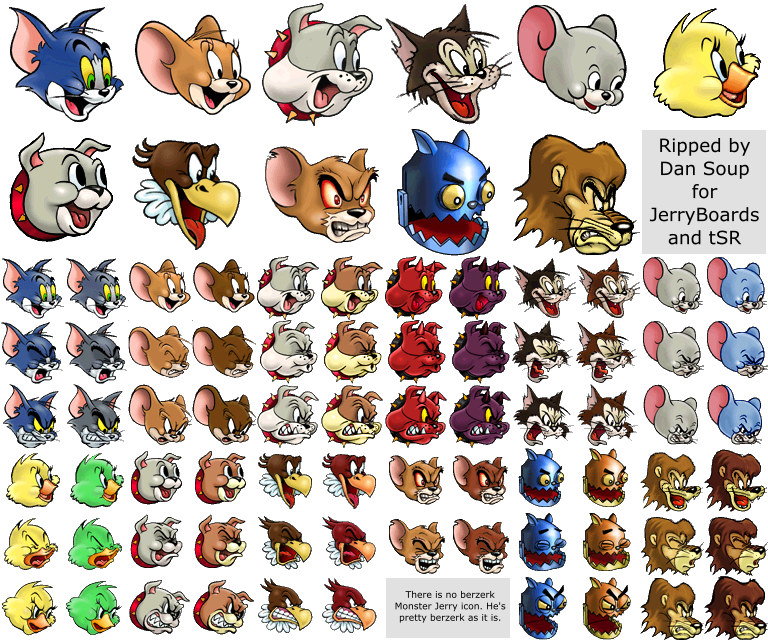 Ripped by
Dan Soup
for
JerryBoards
and tSR
There is no berzerk
Monster Jerry icon. He's
pretty berzerk as it is.